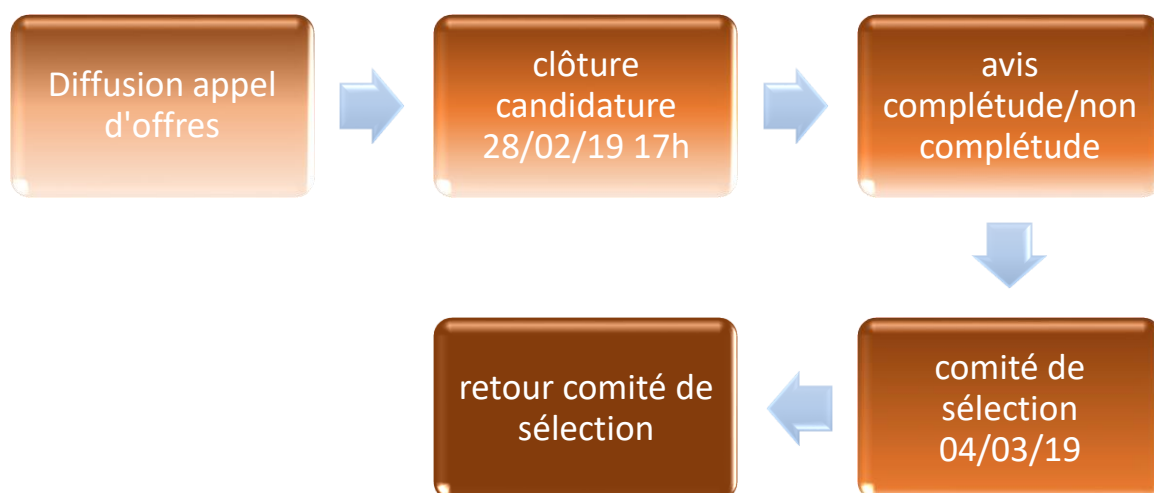 Diffusion appel
d'offres
clôture
candidature
28/02/19 17h
avis
complétude/non
complétude
comité de
sélection
04/03/19
retour comité de
sélection